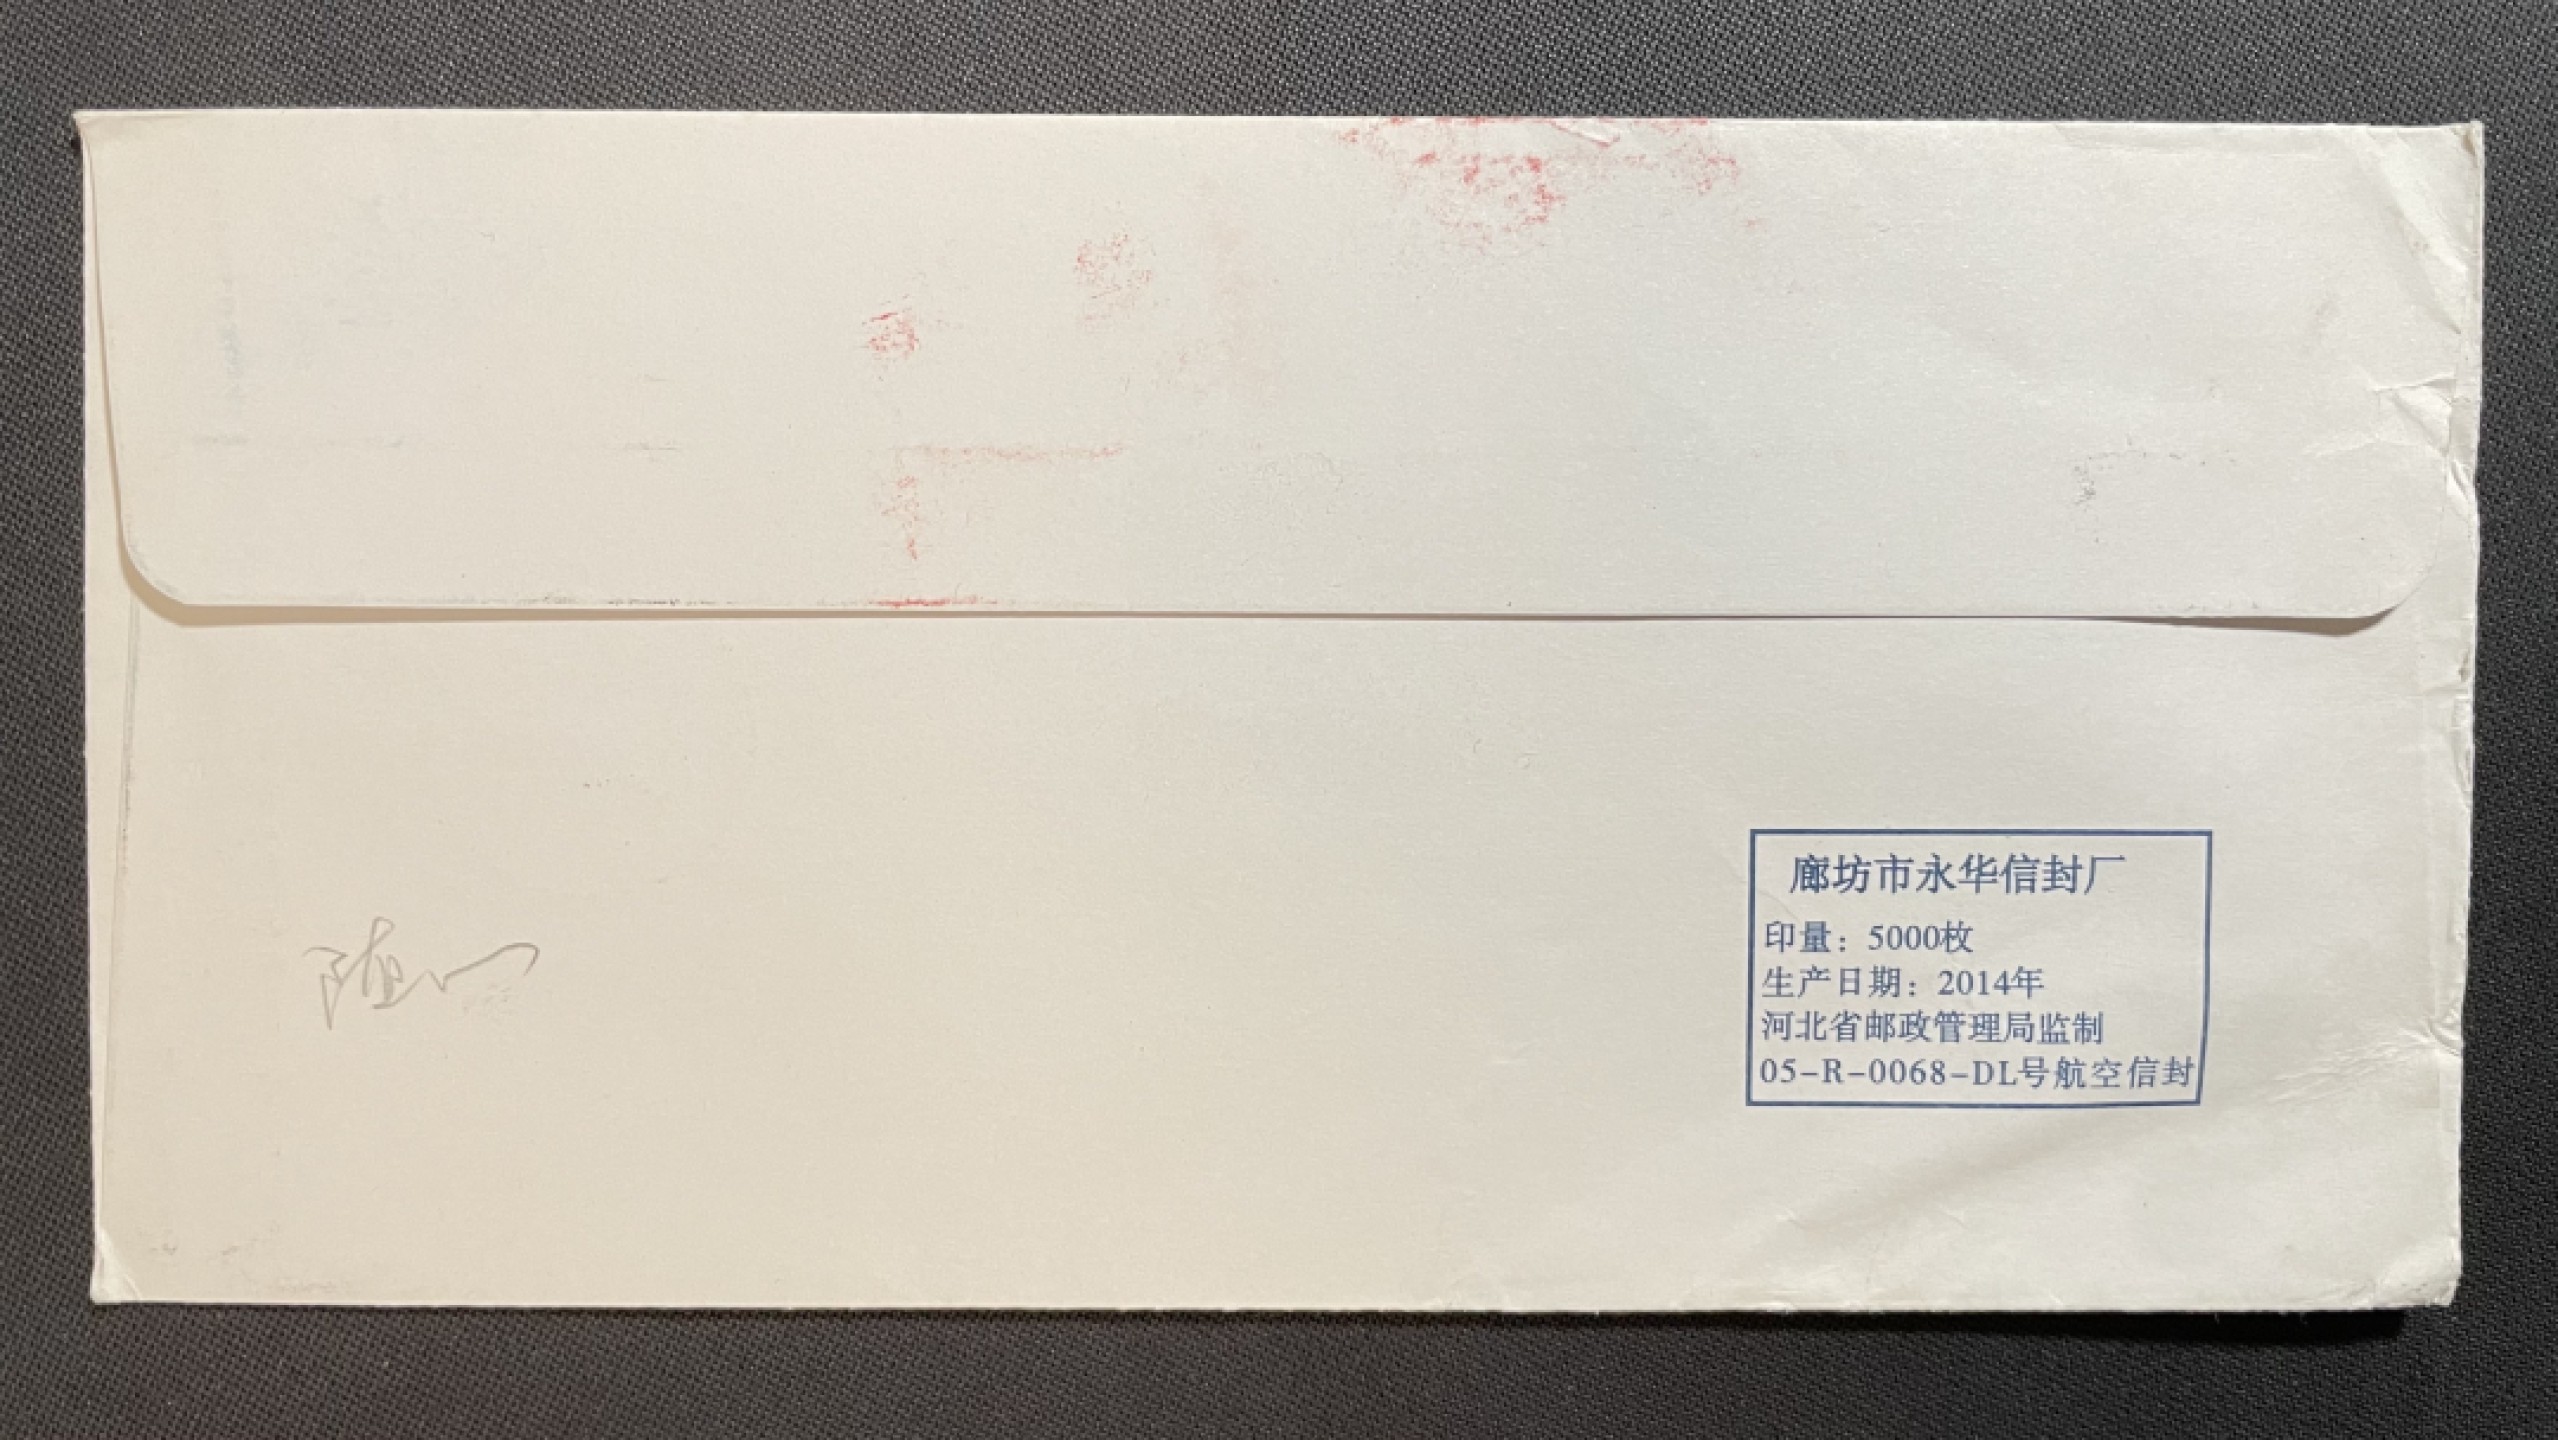 廊坊市永华信封厂
印量：5000枚
生产日期：2014年
河北省邮政管理局监制
05-R-0068-DL号航空信封